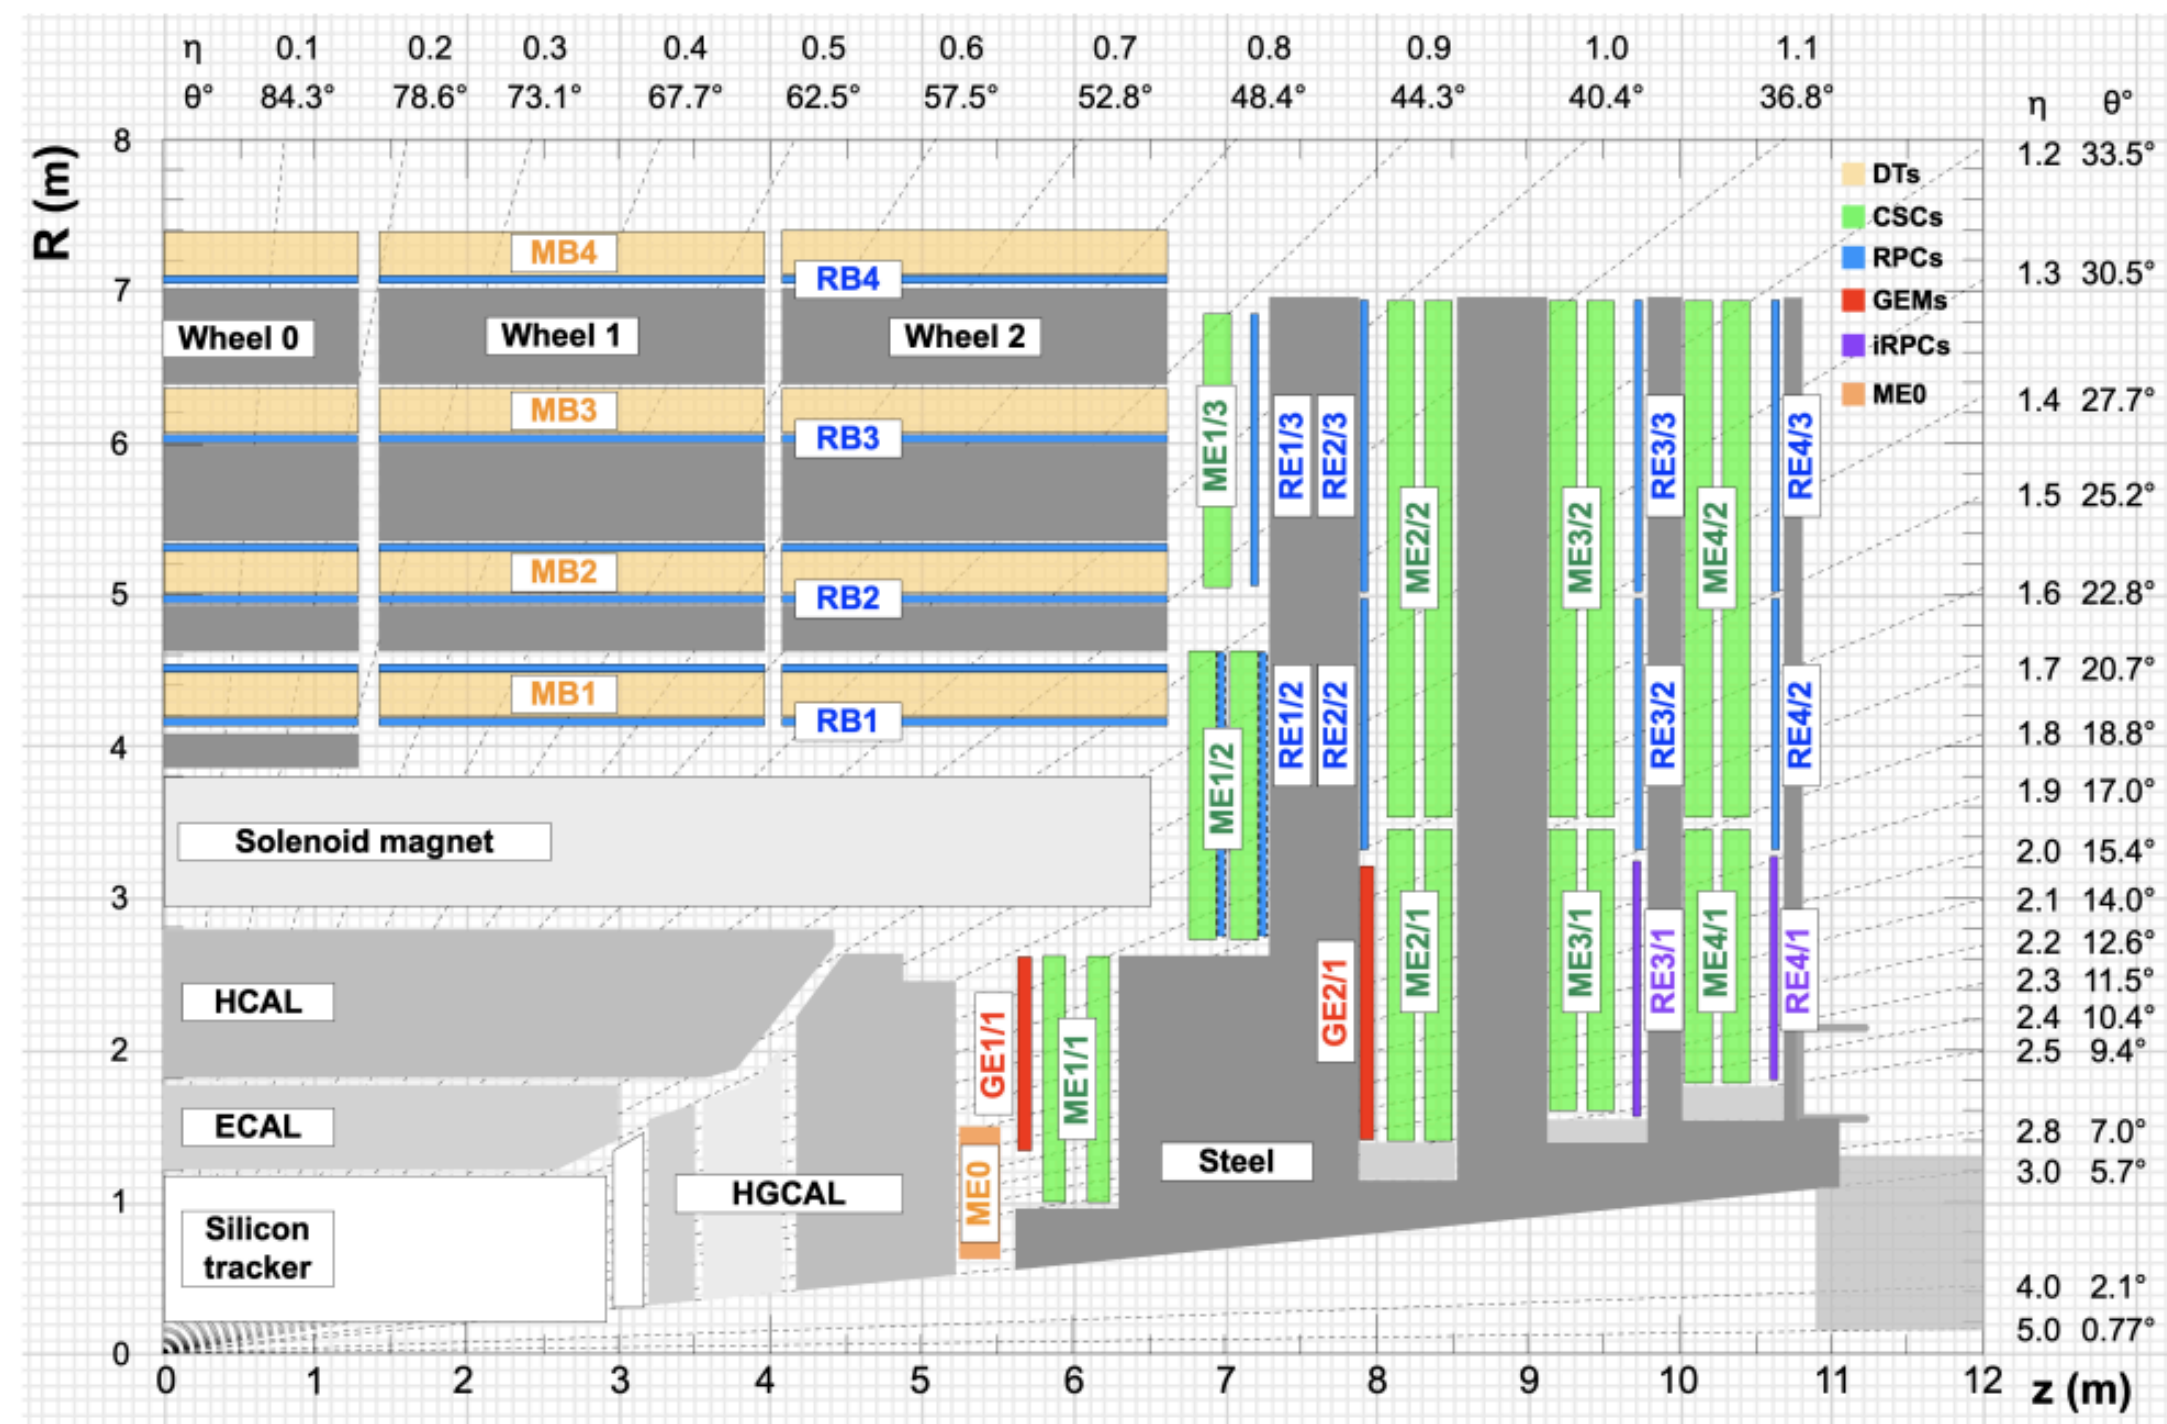 η 0.1 0.2 0.3 0.4 0.5 0.6 0.7 0.8 0.9 1.0 1.1
θ° 84.3° 78.6° 73.1° 67.7° 62.5° 57.5° 52.8° 48.4° 44.3° 40.4° 36.8°
η θ°
1.2 33.5°
1.3 30.5°
1.4 27.7°
1.5 25.2°
1.6 22.8°
1.7 20.7°
1.8 18.8°
1.9 17.0°
2.0 15.4°
2.1 14.0°
2.2 12.6°
2.3 11.5°
2.4 10.4°
2.5 9.4°
2.8 7.0°
3.0 5.7°
4.0 2.1°
5.0 0.77°
R (m)
8
7
6
5
4
3
2
1
0
DTs
CSCs
RPCs
GEMs
iRPCs
ME0
MB4
RB4
Wheel 0
Wheel 1
Wheel 2
MB3
RB3
MB2
RB2
MB1
RB1
Solenoid magnet
HCAL
ECAL
Silicon
tracker
HGCAL
Steel
ME0
GE1/1
ME1/1
ME1/2
ME1/3
RE1/3
RE2/3
RE1/2
RE2/2
GE2/1
ME2/2
ME2/1
ME3/2
ME3/1
RE3/3
RE3/2
RE3/1
ME4/2
ME4/1
RE4/3
RE4/2
RE4/1
0 1 2 3 4 5 6 7 8 9 10 11 12
z (m)